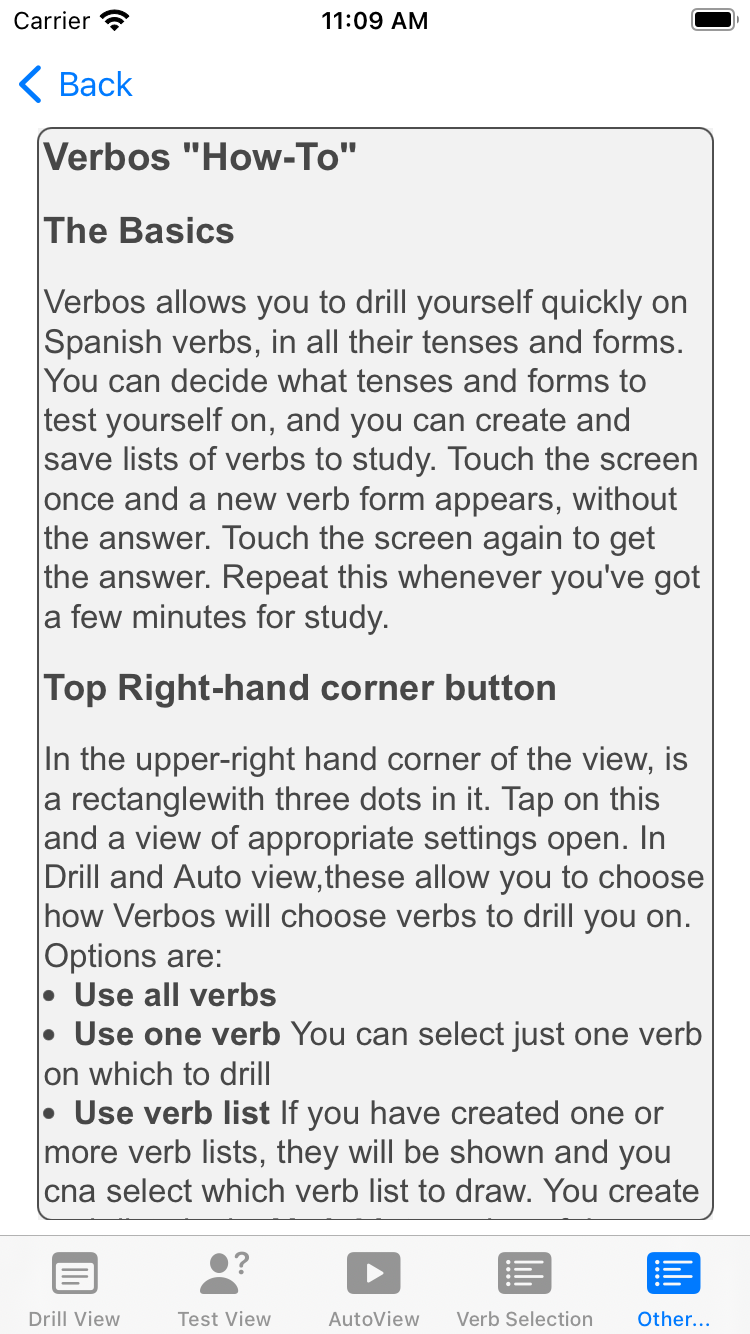 Carrier 11:09 AM
Back
Verbos "How-To"
The Basics
Verbos allows you to drill yourself quickly on
Spanish verbs, in all their tenses and forms.
You can decide what tenses and forms to
test yourself on, and you can create and
save lists of verbs to study. Touch the screen
once and a new verb form appears, without
the answer. Touch the screen again to get
the answer. Repeat this whenever you've got
a few minutes for study.
Top Right-hand corner button
In the upper-right hand corner of the view, is
a rectanglewith three dots in it. Tap on this
and a view of appropriate settings open. In
Drill and Auto view,these allow you to choose
how Verbos will choose verbs to drill you on.
Options are:
• Use all verbs
• Use one verb You can select just one verb
on which to drill
• Use verb list If you have created one or
more verb lists, they will be shown and you
cna select which verb list to draw. You create
Drill View Test View AutoView Verb Selection Other...